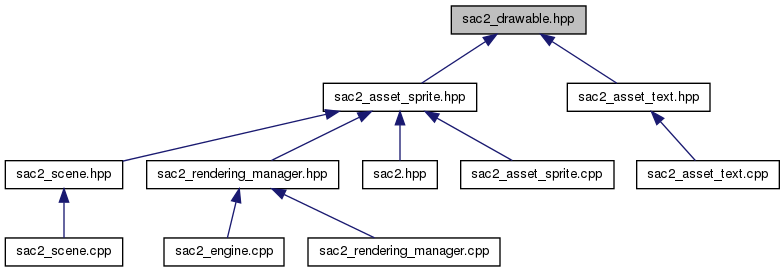 sac2_drawable.hpp
sac2_asset_sprite.hpp
sac2_asset_text.hpp
sac2_scene.hpp
sac2_rendering_manager.hpp
sac2.hpp
sac2_asset_sprite.cpp
sac2_asset_text.cpp
sac2_scene.cpp
sac2_engine.cpp
sac2_rendering_manager.cpp